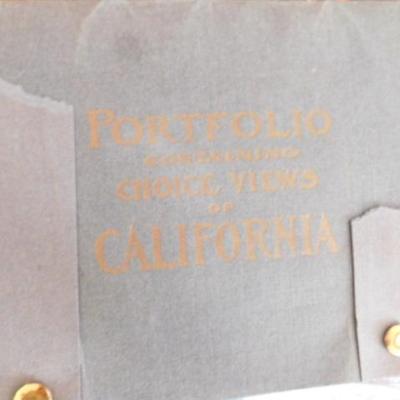 PORTFOLIO
CONTAINING
CHOICE VIEWS
OF
CALIFORNIA